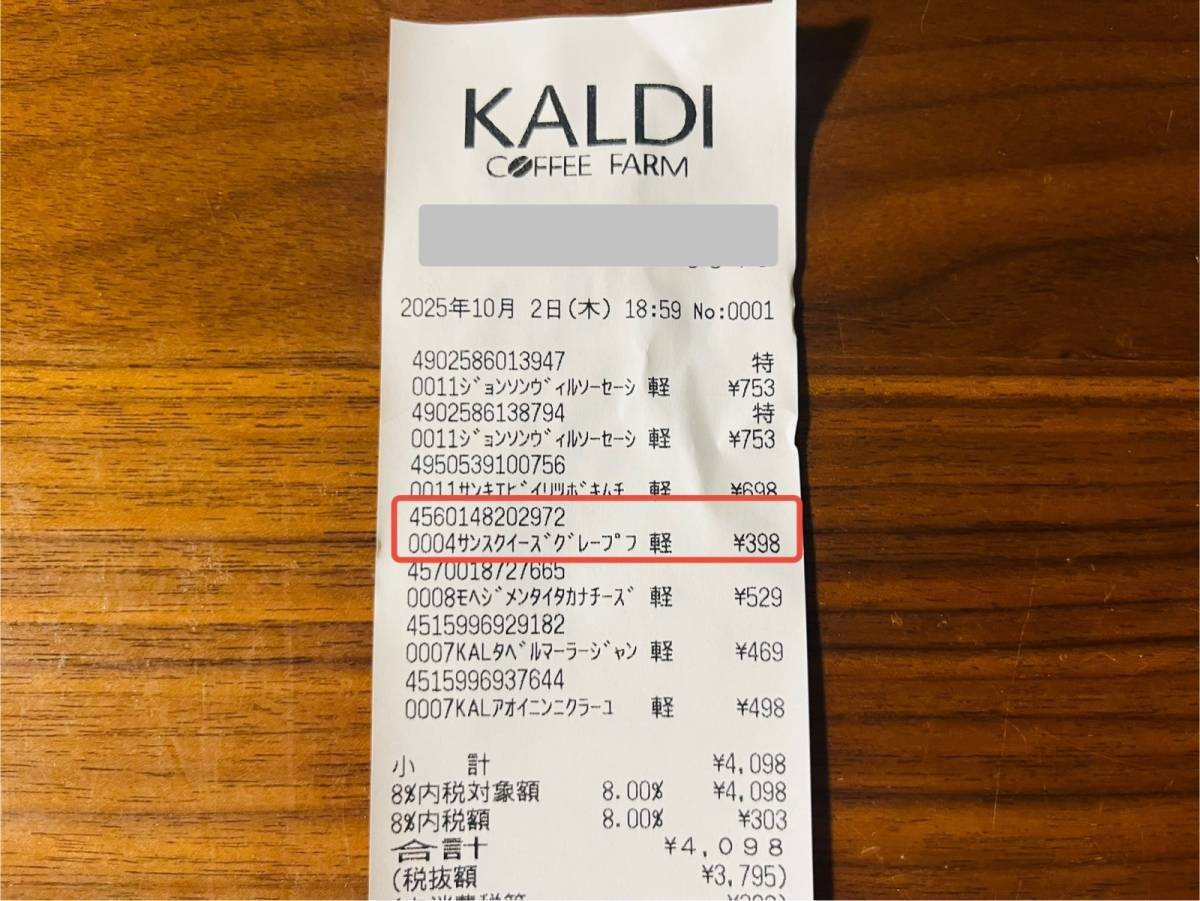 KALDI
COFFEE FARM
2025年10月 2日(木) 18:59 No:0001
4902586013947 特
0011ｼﾞｮﾝｿﾝｳﾞｨﾙｿｰｾｰｼ 軽 ¥753
4902586138794 特
0011ｼﾞｮﾝｿﾝｳﾞｨﾙｿｰｾｰｼ 軽 ¥753
4950539100756
0011ｻﾝｷｴﾋﾞｲﾘﾂﾎﾞｷﾑﾁ 軽 ¥698
4560148202972
0004ｻﾝｽｸｲｰｽﾞｸﾞﾚｰﾌﾟﾌ 軽 ¥398
4570018727665
0008ﾓﾍｼﾞﾒﾝﾀｲﾀｶﾅﾁｰｽﾞ 軽 ¥529
4515996929182
0007KALﾀﾍﾞﾙﾏｰﾗｰｼﾞｬﾝ 軽 ¥469
4515996937644
0007KALｱｵｲﾆﾝﾆｸﾗｰﾕ 軽 ¥498
小 計 ¥4,098
8%内税対象額 8.00% ¥4,098
8%内税額 8.00% ¥303
合計 ¥4,098
(税抜額 ¥3,795)